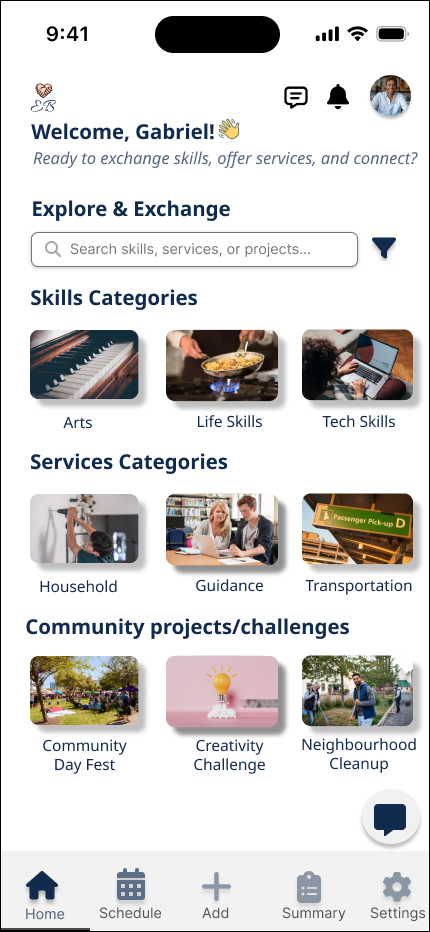 9:41
EB
Welcome, Gabriel!
Ready to exchange skills, offer services, and connect?
Explore & Exchange
Search skills, services, or projects...
Skills Categories
Arts
Life Skills
Tech Skills
Services Categories
Passenger Pick-up D
Household
Guidance
Transportation
Community projects/challenges
Community
Day Fest
Creativity
Challenge
Neighbourhood
Cleanup
Home
Schedule
Add
Summary
Settings